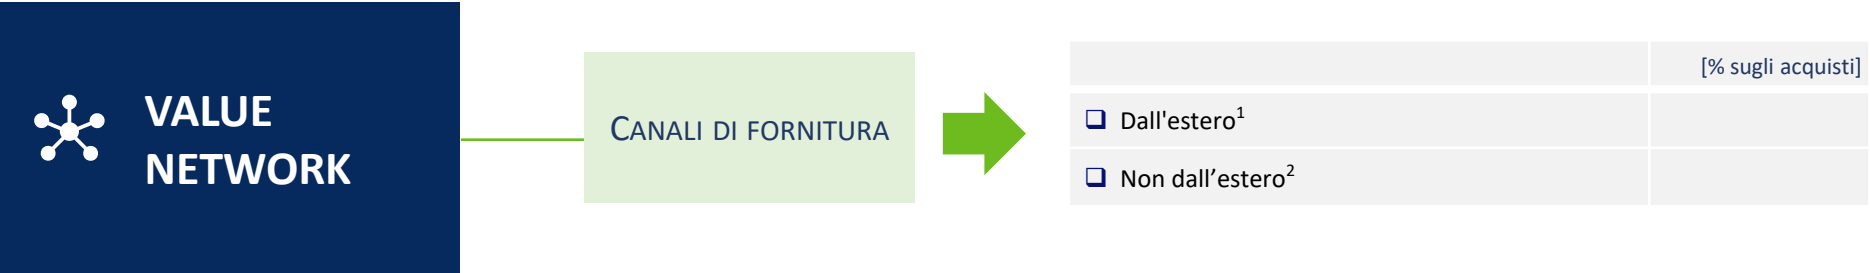 VALUE
NETWORK
CANALI DI FORNITURA
[% sugli acquisti]
❑ Dall'estero¹
❑ Non dall’estero²